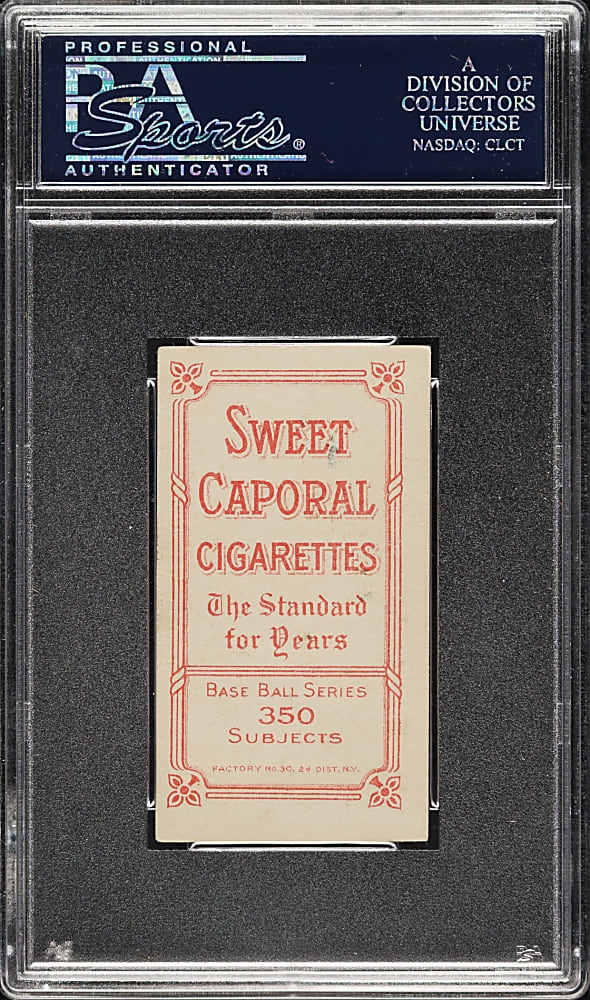 PROFESSIONAL
PSA
Sports®
AUTHENTICATOR
A
DIVISION OF
COLLECTORS
UNIVERSE
NASDAQ: CLCT
SWEET
CAPORAL
CIGARETTES
The Standard
for Years
BASE BALL SERIES
350
SUBJECTS
FACTORY No. 30, 2d DIST. N.Y.